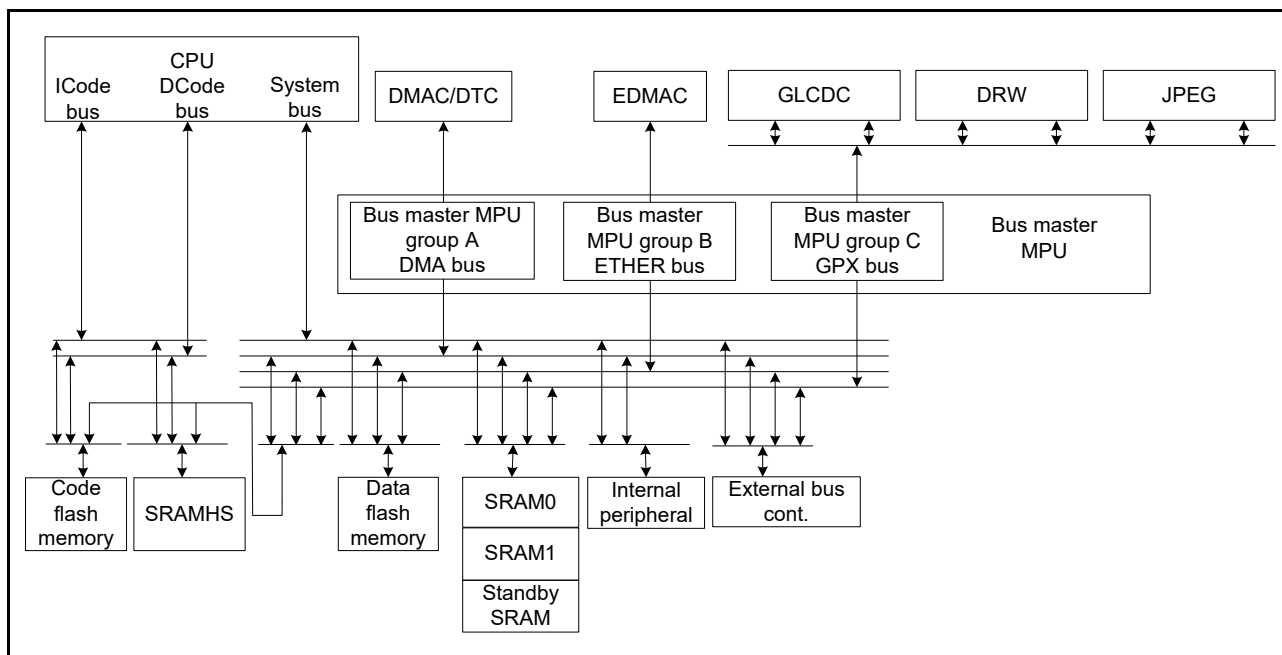 CPU
ICode
bus
DCode
bus
System
bus
DMAC/DTC
EDMAC
GLCDC
DRW
JPEG
Bus master MPU
group A
DMA bus
Bus master
MPU group B
ETHER bus
Bus master
MPU group C
GPX bus
Bus master
MPU
Code
flash
memory
SRAMHS
Data
flash
memory
SRAM0
SRAM1
Standby
SRAM
Internal
peripheral
External bus
cont.